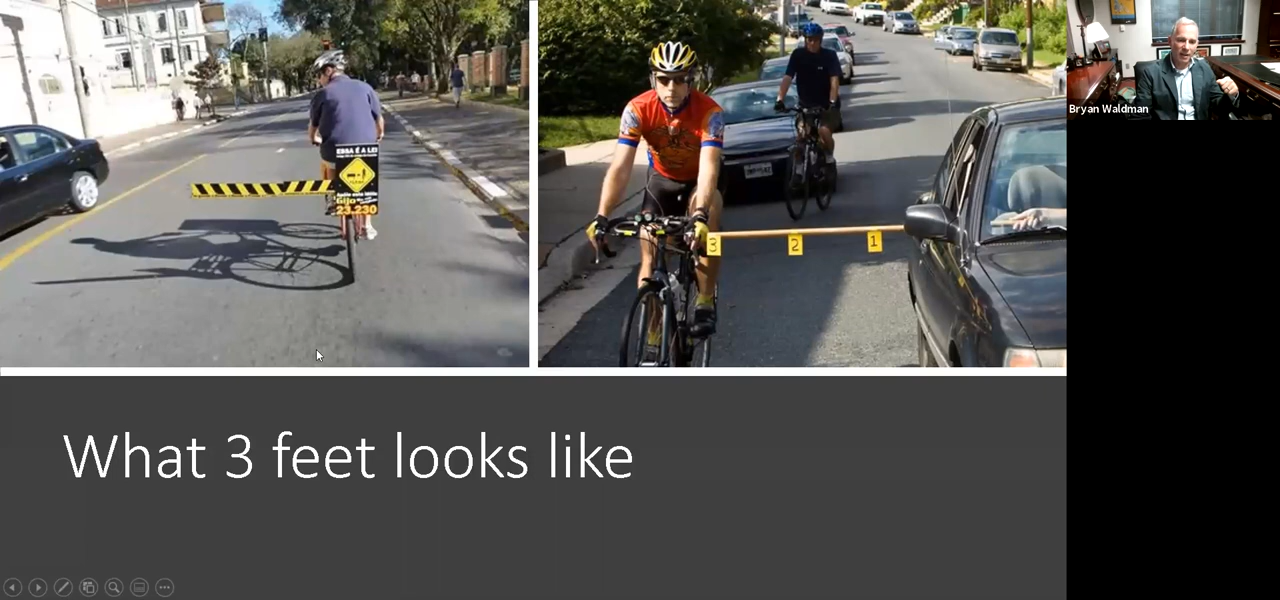 ESSA É A LEI
23.230
3
2
1
Bryan Waldman
What 3 feet looks like